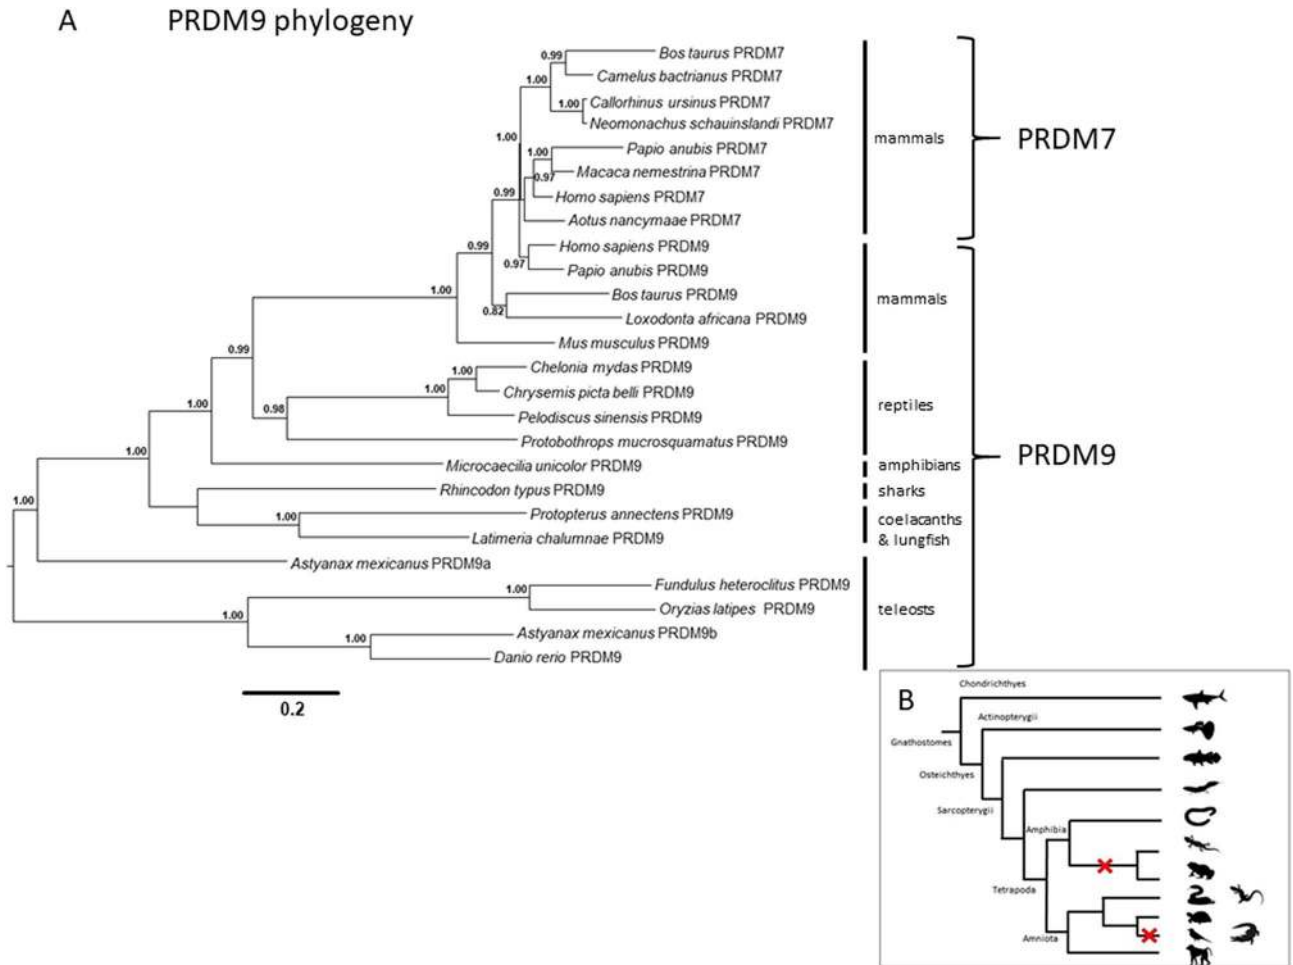 A PRDM9 phylogeny
0.99
Bos taurus PRDM7
Camelus bactrianus PRDM7
1.00
1.00
Callorhinus ursinus PRDM7
Neomonachus schauinslandi PRDM7
mammals
PRDM7
1.00
1.00
Papio anubis PRDM7
0.97
Macaca nemestrina PRDM7
0.99
Homo sapiens PRDM7
Aotus nancymaae PRDM7
0.99
Homo sapiens PRDM9
0.97
Papio anubis PRDM9
1.00
Bos taurus PRDM9
mammals
0.82
Loxodonta africana PRDM9
Mus musculus PRDM9
0.99
1.00
Chelonia mydas PRDM9
1.00
Chrysemis picta belli PRDM9
reptiles
1.00
0.98
Pelodiscus sinensis PRDM9
Protobothrops mucrosquamatus PRDM9
PRDM9
1.00
Microcaecilia unicolor PRDM9
amphibians
Rhincodon typus PRDM9
sharks
1.00
1.00
Protopterus annectens PRDM9
coelacanths
& lungfish
Latimeria chalumnae PRDM9
Astyanax mexicanus PRDM9a
1.00
Fundulus heteroclitus PRDM9
Oryzias latipes PRDM9
teleosts
1.00
1.00
Astyanax mexicanus PRDM9b
Danio rerio PRDM9
0.2
B
Chondrichthyes
Actinopterygii
Gnathostomes
Osteichthyes
Sarcopterygii
Amphibia
Tetrapoda
Amniota